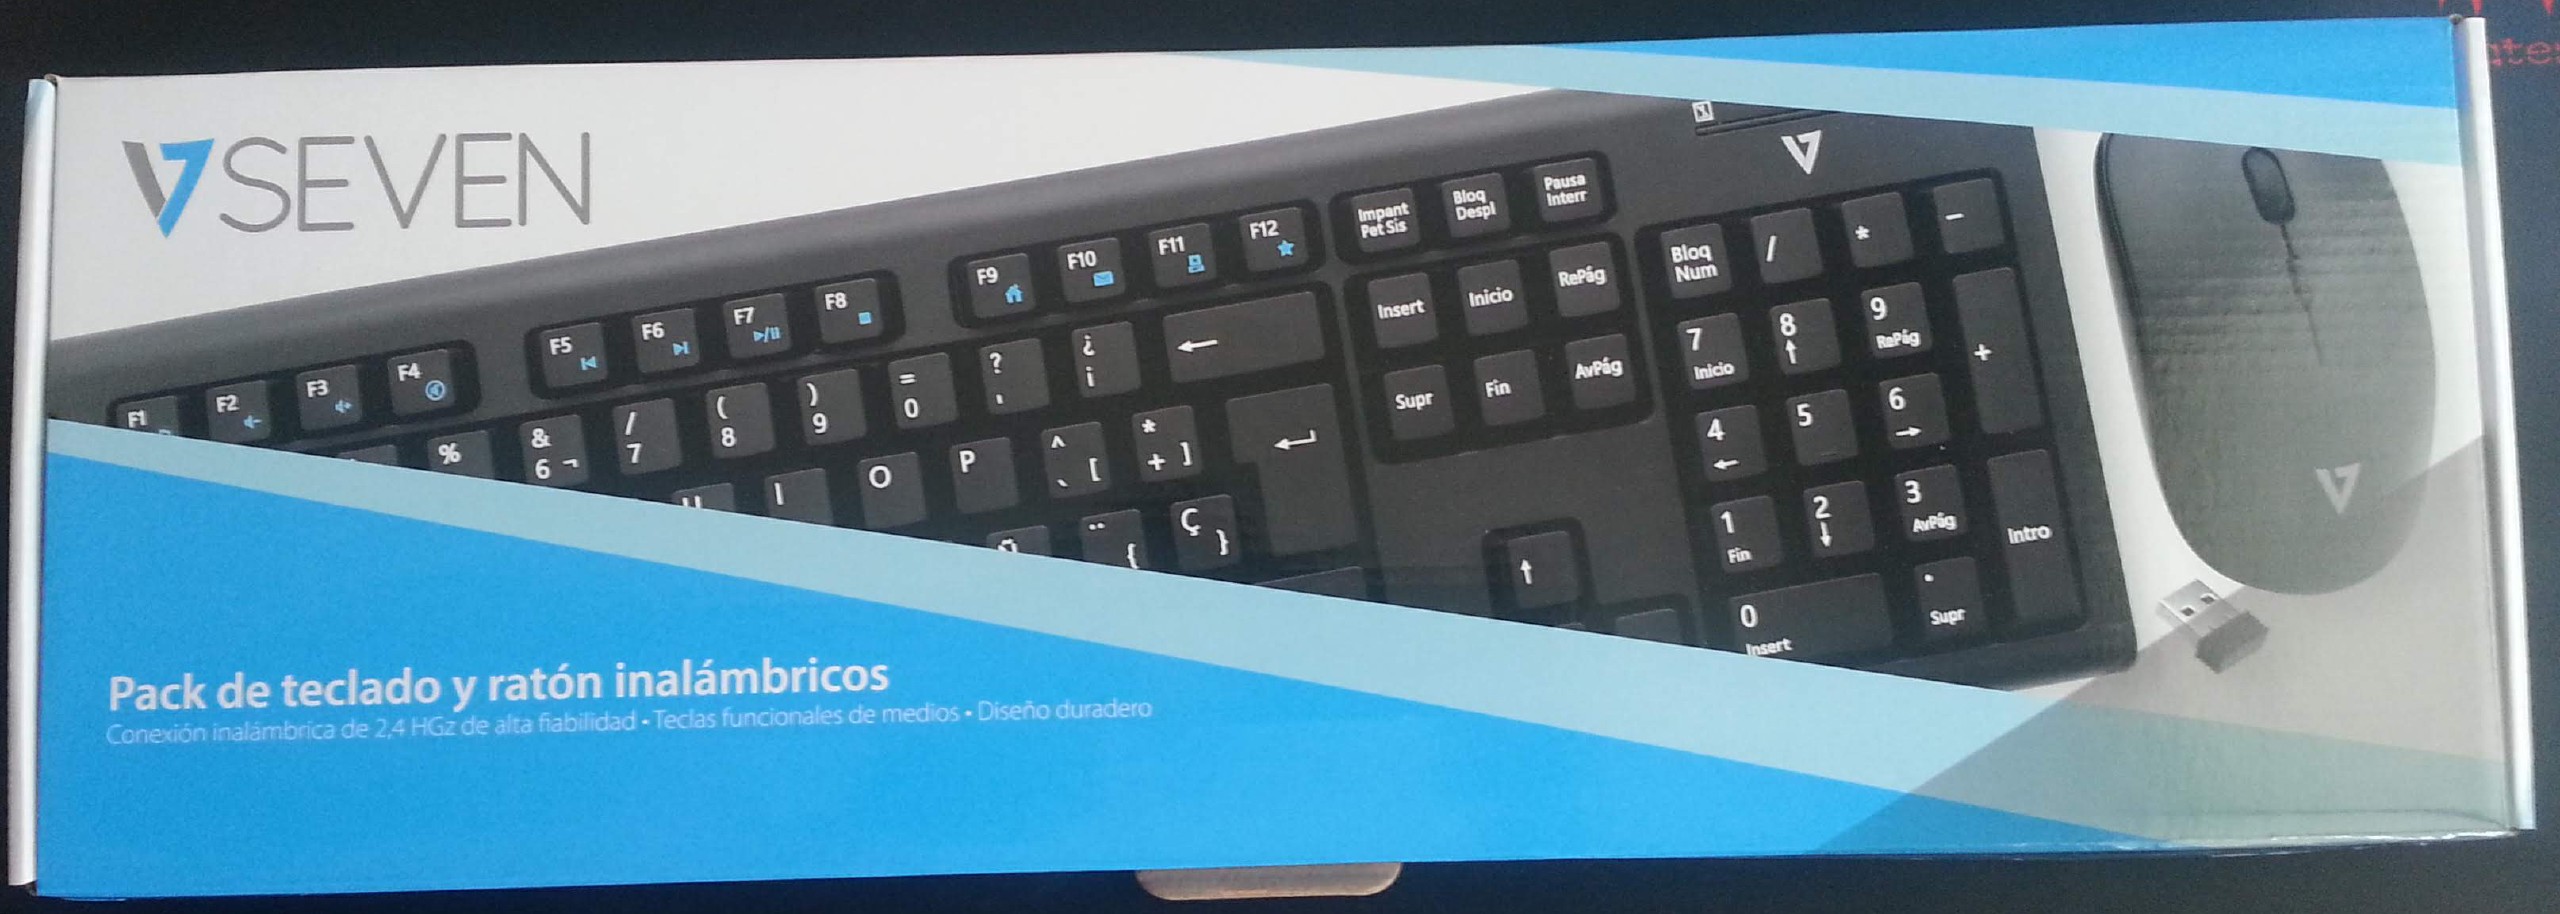 V7 SEVEN
Pack de teclado y ratón inalámbricos
Conexión inalámbrica de 2,4 HGz de alta fiabilidad • Teclas funcionales de medios • Diseño duradero
V7
Impant Bloq Pausa
Pet Sis Despl Interr
F1 F2 F3 F4 F5 F6 F7 F8 F9 F10 F11 F12
% & / ( ) = ? ¿
6 ¬ 7 8 9 0 ' ¡
I O P ^ ` [ * + ]
¨ { Ç }
Insert Inicio RePág
Supr Fin AvPág
Bloq Num / * -
7 8 9 +
Inicio ↑ RePág
4 5 6
← →
1 2 3 Intro
Fin ↓ AvPág
0 .
Insert Supr
↑
V7